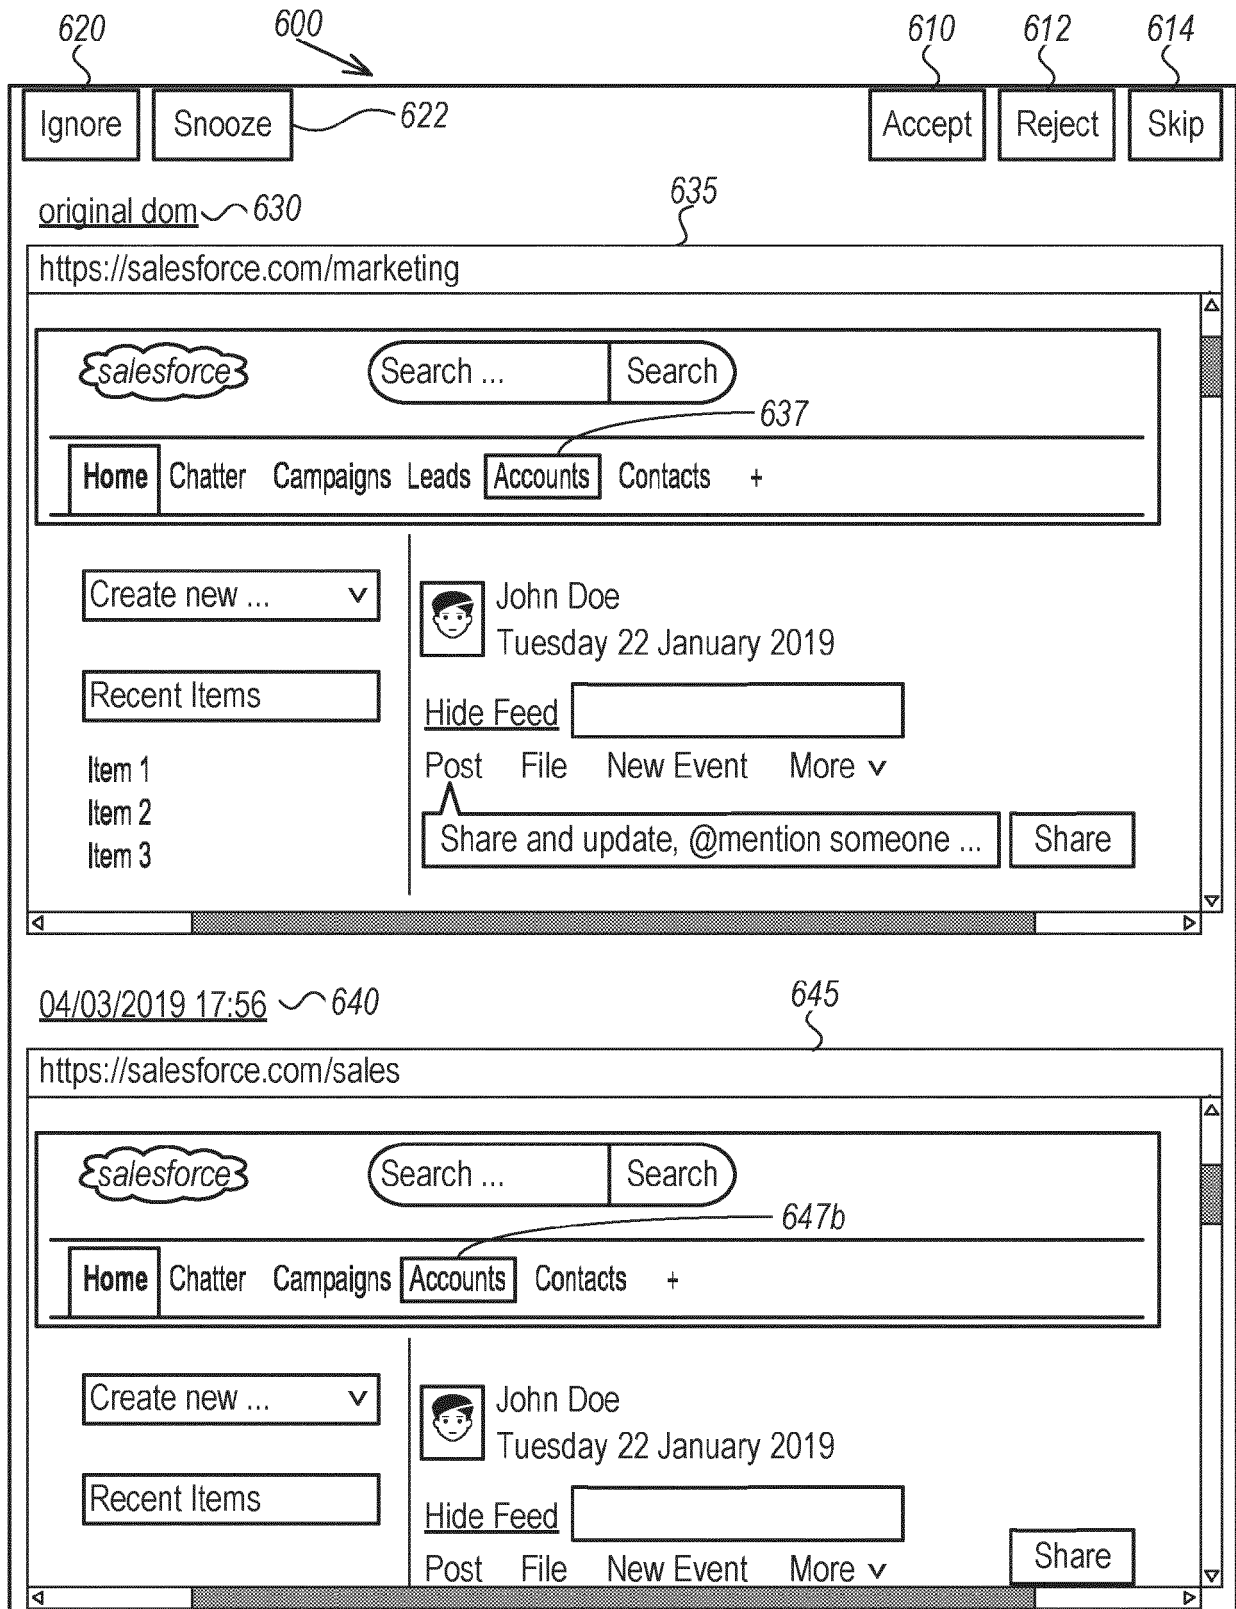 620 600 610 612 614
Ignore Snooze 622 Accept Reject Skip
original dom 630 635
https://salesforce.com/marketing
salesforce Search ... Search
637
Home Chatter Campaigns Leads Accounts Contacts +
Create new ... v John Doe
Tuesday 22 January 2019
Recent Items Hide Feed
Item 1 Post File New Event More v
Item 2
Share and update, @mention someone ... Share
Item 3
04/03/2019 17:56 640 645
https://salesforce.com/sales
salesforce Search ... Search
647b
Home Chatter Campaigns Accounts Contacts +
Create new ... v John Doe
Tuesday 22 January 2019
Recent Items Hide Feed
Post File New Event More v Share